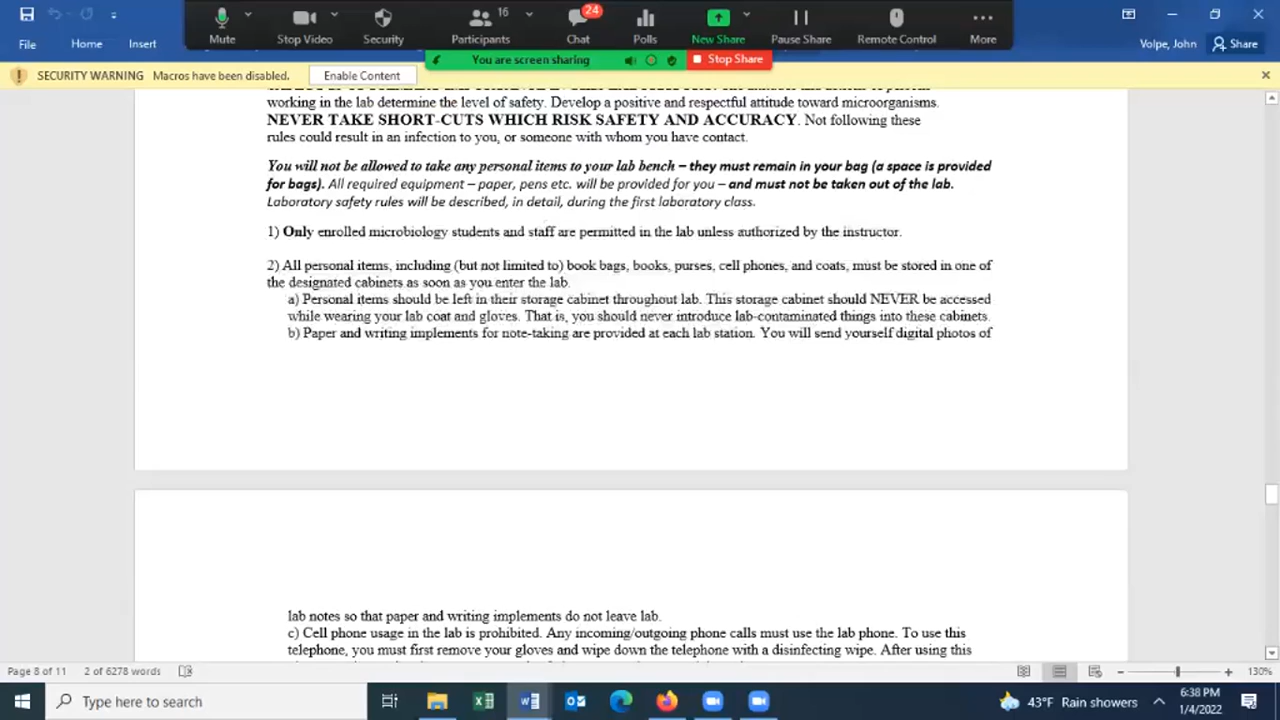 16
24
Mute
Stop Video
Security
Participants
Chat
Polls
New Share
Pause Share
Remote Control
More
File
Home
Insert
Volpe, John
Share
You are screen sharing
Stop Share
SECURITY WARNING Macros have been disabled.
Enable Content
working in the lab determine the level of safety. Develop a positive and respectful attitude toward microorganisms.
NEVER TAKE SHORT-CUTS WHICH RISK SAFETY AND ACCURACY. Not following these
rules could result in an infection to you, or someone with whom you have contact.
You will not be allowed to take any personal items to your lab bench – they must remain in your bag (a space is provided
for bags). All required equipment – paper, pens etc. will be provided for you – and must not be taken out of the lab.
Laboratory safety rules will be described, in detail, during the first laboratory class.
1) Only enrolled microbiology students and staff are permitted in the lab unless authorized by the instructor.
2) All personal items, including (but not limited to) book bags, books, purses, cell phones, and coats, must be stored in one of
the designated cabinets as soon as you enter the lab.
a) Personal items should be left in their storage cabinet throughout lab. This storage cabinet should NEVER be accessed
while wearing your lab coat and gloves. That is, you should never introduce lab-contaminated things into these cabinets.
b) Paper and writing implements for note-taking are provided at each lab station. You will send yourself digital photos of
lab notes so that paper and writing implements do not leave lab.
c) Cell phone usage in the lab is prohibited. Any incoming/outgoing phone calls must use the lab phone. To use this
telephone, you must first remove your gloves and wipe down the telephone with a disinfecting wipe. After using this
Page 8 of 11
2 of 6278 words
130%
Type here to search
43°F Rain showers
6:38 PM
1/4/2022